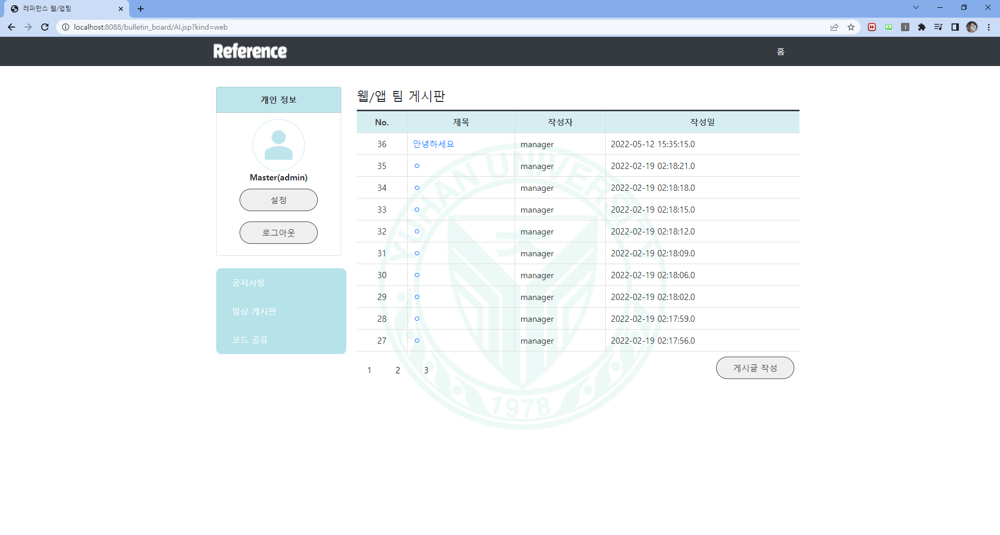 레퍼런스 웹/앱팀
localhost:8088/bulletin_board/AI.jsp?kind=web
Reference
홈
개인 정보
Master(admin)
설정
로그아웃
공지사항
일상 게시판
코드 공유
웹/앱 팀 게시판
No. 제목 작성자 작성일
36 안녕하세요 manager 2022-05-12 15:35:15.0
35 ㅇ manager 2022-02-19 02:18:21.0
34 ㅇ manager 2022-02-19 02:18:18.0
33 ㅇ manager 2022-02-19 02:18:15.0
32 ㅇ manager 2022-02-19 02:18:12.0
31 ㅇ manager 2022-02-19 02:18:09.0
30 ㅇ manager 2022-02-19 02:18:06.0
29 ㅇ manager 2022-02-19 02:18:02.0
28 ㅇ manager 2022-02-19 02:17:59.0
27 ㅇ manager 2022-02-19 02:17:56.0
1 2 3
게시글 작성
YUHAN UNIVERSITY
1978